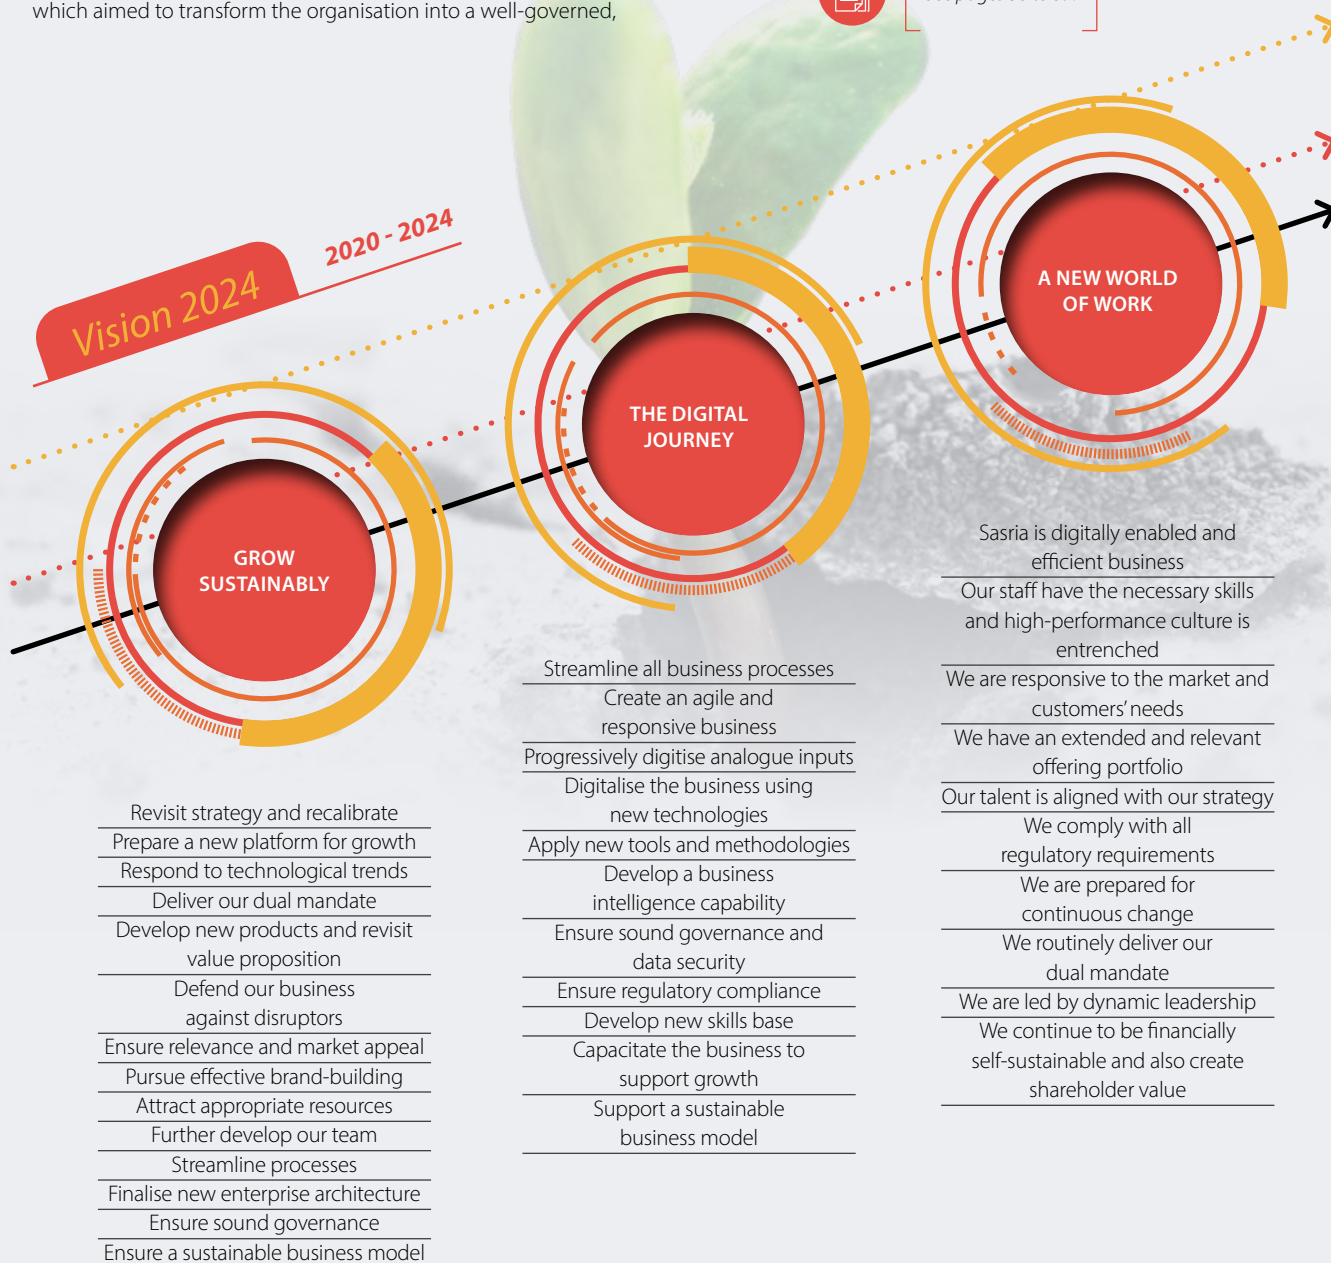 which aimed to transform the organisation into a well-governed,
Vision 2024
2020 - 2024
GROW
SUSTAINABLY
THE DIGITAL
JOURNEY
A NEW WORLD
OF WORK
Revisit strategy and recalibrate
Prepare a new platform for growth
Respond to technological trends
Deliver our dual mandate
Develop new products and revisit
value proposition
Defend our business
against disruptors
Ensure relevance and market appeal
Pursue effective brand-building
Attract appropriate resources
Further develop our team
Streamline processes
Finalise new enterprise architecture
Ensure sound governance
Ensure a sustainable business model
Streamline all business processes
Create an agile and
responsive business
Progressively digitise analogue inputs
Digitalise the business using
new technologies
Apply new tools and methodologies
Develop a business
intelligence capability
Ensure sound governance and
data security
Ensure regulatory compliance
Develop new skills base
Capacitate the business to
support growth
Support a sustainable
business model
Sasria is digitally enabled and
efficient business
Our staff have the necessary skills
and high-performance culture is
entrenched
We are responsive to the market and
customers' needs
We have an extended and relevant
offering portfolio
Our talent is aligned with our strategy
We comply with all
regulatory requirements
We are prepared for
continuous change
We routinely deliver our
dual mandate
We are led by dynamic leadership
We continue to be financially
self-sustainable and also create
shareholder value